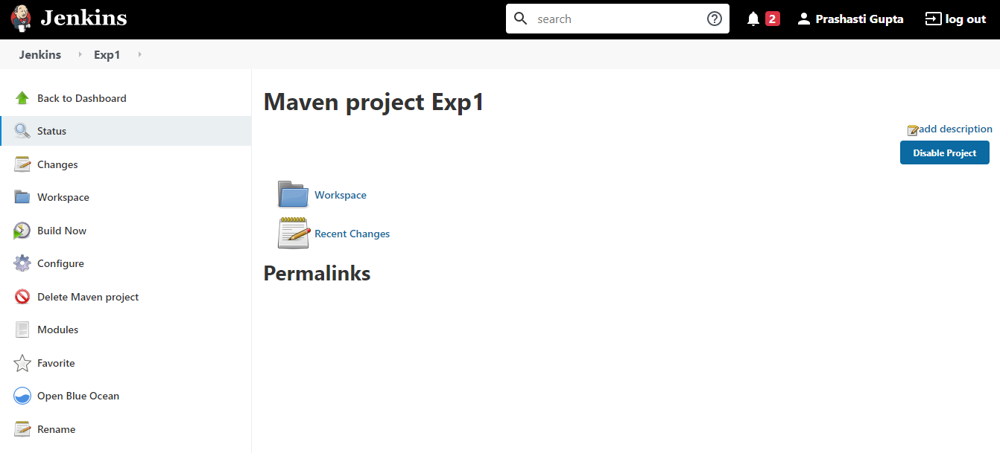 Jenkins
search
2
Prashasti Gupta
log out
Jenkins
Exp1
Back to Dashboard
Status
Changes
Workspace
Build Now
Configure
Delete Maven project
Modules
Favorite
Open Blue Ocean
Rename
Maven project Exp1
add description
Disable Project
Workspace
Recent Changes
Permalinks